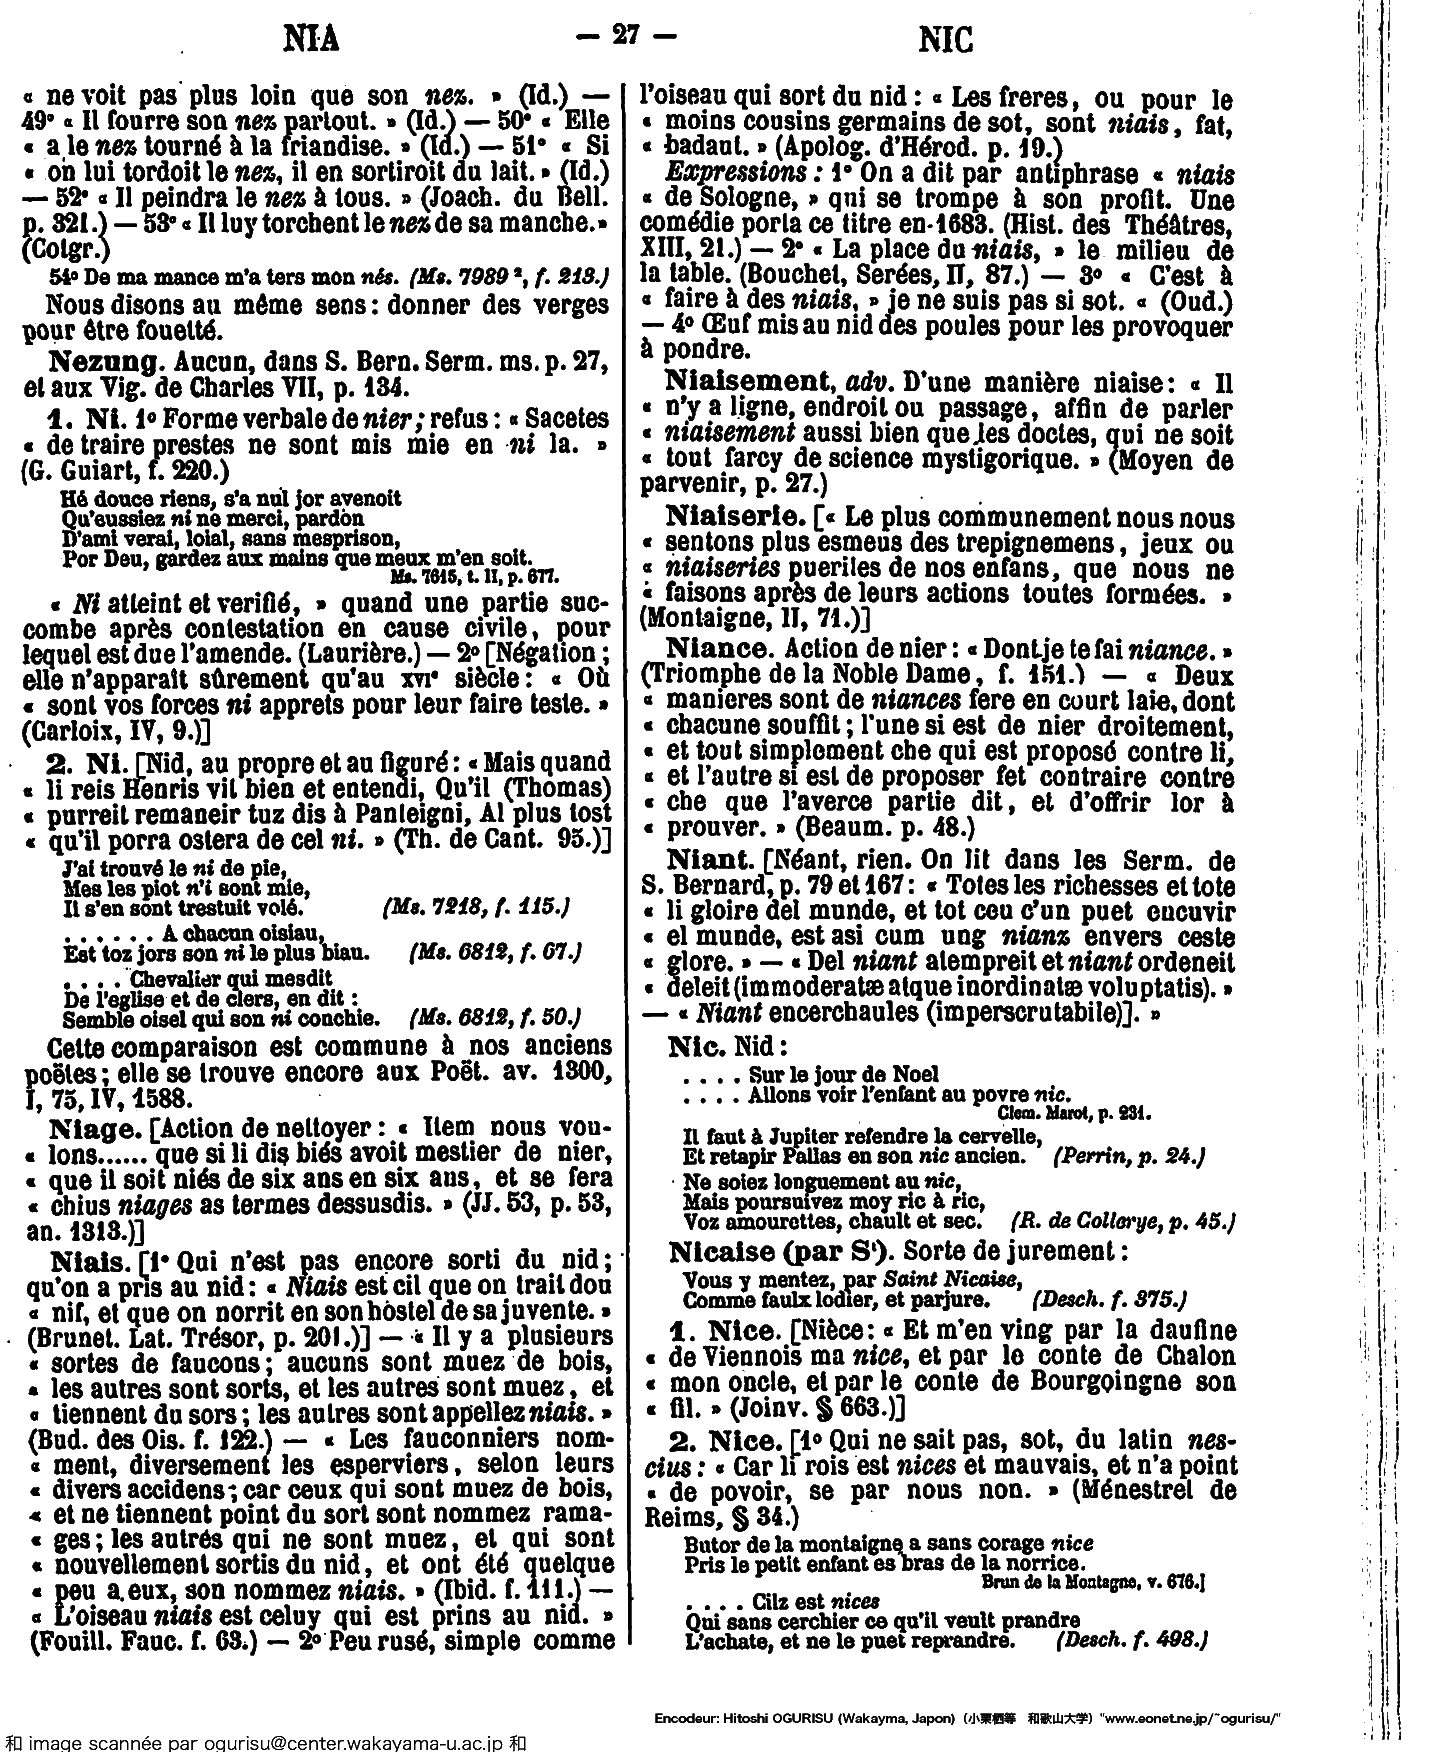 NIA
— 27 —
NIC
« ne voit pas plus loin que son nez. » (Id.) —
49° « Il fourre son nez partout. » (Id.) — 50° « Elle
« a le nez tourné à la friandise. » (Id.) — 51° « Si
« on lui tordoit le nez, il en sortiroit du lait. » (Id.)
— 52° « Il peindra le nez à tous. » (Joach. du Bell.
p. 321.) — 53° « Il luy torchent le nez de sa manche. »
(Cotgr.)
54° De ma mance m'a ters mon nés. (Ms. 7989 ², f. 213.)
Nous disons au même sens : donner des verges
pour être fouetté.
Nezung. Aucun, dans S. Bern. Serm. ms. p. 27,
et aux Vig. de Charles VII, p. 134.
1. Ni. 1° Forme verbale de nier ; refus : « Sacetes
« de traire prestes ne sont mis mie en ni la. »
(G. Guiart, f. 220.)
Hé douce riens, s'a nul jor avenoit
Qu'eussiez ni ne merci, pardon
D'ami verai, loial, sans mesprison,
Por Deu, gardez aux mains que meux m'en soit.
Ms. 7615, t. II, p. 677.
« Ni atteint et verifié, » quand une partie suc-
combe après contestation en cause civile, pour
lequel est due l'amende. (Laurière.) — 2° [Négation ;
elle n'apparaît sûrement qu'au XVIe siècle : « Où
« sont vos forces ni apprets pour leur faire teste. »
(Carloix, IV, 9.)]
2. Ni. [Nid, au propre et au figuré : « Mais quand
« li reis Henris vit bien et entendi, Qu'il (Thomas)
« purreit remaneir tuz dis à Panteigni, Al plus tost
« qu'il porra ostera de cel ni. » (Th. de Cant. 95.)]
J'ai trouvé le ni de pie,
Mes les piot n'i sont mie,
Il s'en sont trestuit volé. (Ms. 7218, f. 115.)
. . . . . . A chacun oisiau,
Est toz jors son ni le plus biau. (Ms. 6812, f. 67.)
. . . . Chevalier qui mesdit
De l'eglise et de clers, en dit :
Semble oisel qui son ni conchie. (Ms. 6812, f. 50.)
Cette comparaison est commune à nos anciens
poëtes ; elle se trouve encore aux Poët. av. 1300,
I, 75, IV, 1588.
Niage. [Action de nettoyer : « Item nous vou-
« lons...... que si li dis biés avoit mestier de nier,
« que il soit niés de six ans en six ans, et se fera
« chius niages as termes dessusdis. » (JJ. 53, p. 53,
an. 1313.)]
Niais. [1° Qui n'est pas encore sorti du nid ;
qu'on a pris au nid : « Niais est cil que on trait dou
« nif, et que on norrit en son hostel de sa juvente. »
(Brunet. Lat. Trésor, p. 201.)] — « Il y a plusieurs
« sortes de faucons ; aucuns sont muez de bois,
« les autres sont sorts, et les autres sont muez, et
« tiennent du sors ; les autres sont appellez niais. »
(Bud. des Ois. f. 122.) — « Les fauconniers nom-
« ment, diversement les esperviers, selon leurs
« divers accidens ; car ceux qui sont muez de bois,
« et ne tiennent point du sort sont nommez rama-
« ges ; les autres qui ne sont muez, et qui sont
« nouvellement sortis du nid, et ont été quelque
« peu a eux, son nommez niais. » (Ibid. f. 111.) —
« L'oiseau niais est celuy qui est prins au nid. »
(Fouill. Fauc. f. 63.) — 2° Peu rusé, simple comme
l'oiseau qui sort du nid : « Les freres, ou pour le
« moins cousins germains de sot, sont niais, fat,
« badaut. » (Apolog. d'Hérod. p. 19.)
Expressions : 1° On a dit par antiphrase « niais
« de Sologne, » qui se trompe à son profit. Une
comédie porta ce titre en 1683. (Hist. des Théâtres,
XIII, 21.) — 2° « La place du niais, » le milieu de
la table. (Bouchet, Serées, II, 87.) — 3° « C'est à
« faire à des niais, » je ne suis pas si sot. « (Oud.)
— 4° Œuf mis au nid des poules pour les provoquer
à pondre.
Niaisement, adv. D'une manière niaise : « Il
« n'y a ligne, endroit ou passage, affin de parler
« niaisement aussi bien que les doctes, qui ne soit
« tout farcy de science mystigorique. » (Moyen de
parvenir, p. 27.)
Niaiserie. [« Le plus communement nous nous
« sentons plus esmeus des trepignemens, jeux ou
« niaiseries pueriles de nos enfans, que nous ne
« faisons après de leurs actions toutes formées. »
(Montaigne, II, 71.)]
Niance. Action de nier : « Dont je te fai niance. »
(Triomphe de la Noble Dame, f. 151.) — « Deux
« manieres sont de niances fere en court laie, dont
« chacune souffit ; l'une si est de nier droitement,
« et tout simplement che qui est proposé contre li,
« et l'autre si est de proposer fet contraire contre
« che que l'averce partie dit, et d'offrir lor à
« prouver. » (Beaum. p. 48.)
Niant. [Néant, rien. On lit dans les Serm. de
S. Bernard, p. 79 et 167 : « Totes les richesses et tote
« li gloire del munde, et tot ceu c'un puet encuvir
« el munde, est asi cum ung nianz envers ceste
« glore. » — « Del niant atempreit et niant ordeneit
« deleit (immoderatæ atque inordinatæ voluptatis). »
— « Niant encerchaules (imperscrutabile)]. »
Nic. Nid :
. . . . Sur le jour de Noel
. . . . Allons voir l'enfant au povre nic.
Clem. Marot, p. 231.
Il faut à Jupiter refendre la cervelle,
Et retapir Pallas en son nic ancien. (Perrin, p. 24.)
Ne soiez longuement au nic,
Mais poursuivez moy ric à ric,
Voz amourettes, chault et sec. (R. de Collerye, p. 45.)
Nicaise (par St). Sorte de jurement :
Vous y mentez, par Saint Nicaise,
Comme faulx lodier, et parjure. (Desch. f. 375.)
1. Nice. [Nièce : « Et m'en ving par la daufine
« de Viennois ma nice, et par le conte de Chalon
« mon oncle, et par le conte de Bourgoingne son
« fil. » (Joinv. § 663.)]
2. Nice. [1° Qui ne sait pas, sot, du latin nes-
cius : « Car li rois est nices et mauvais, et n'a point
« de povoir, se par nous non. » (Ménestrel de
Reims, § 34.)
Butor de la montaigne a sans corage nice
Pris le petit enfant es bras de la norrice.
Brun de la Montagne, v. 676.]
. . . . Cilz est nices
Qui sans cerchier ce qu'il veult prandre
L'achate, et ne le puet reprandre. (Desch. f. 498.)
Encodeur: Hitoshi OGURISU (Wakayma, Japon) (小栗栖等 和歌山大学) "www.eonet.ne.jp/~ogurisu/"
和 image scannée par ogurisu@center.wakayama-u.ac.jp 和